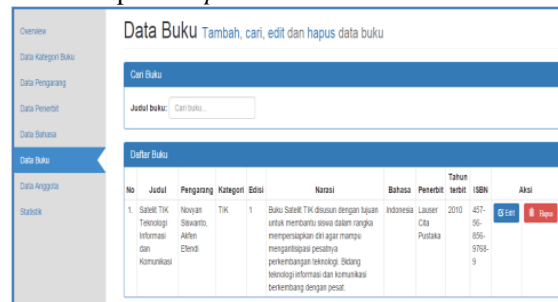 Overview
Data Kategori Buku
Data Pengarang
Data Penerbit
Data Bahasa
Data Buku
Data Anggota
Statistik
Data Buku Tambah, cari, edit dan hapus data buku
Cari Buku
Judul buku: Cari buku...
Daftar Buku
No Judul Pengarang Kategori Edisi Narasi Bahasa Penerbit Tahun terbit ISBN Aksi
1. Satelit TIK Novyan TIK 1 Buku Satelit TIK disusun dengan tujuan Indonesia Lauser 2010 457- Edit Hapus
Teknologi Siswanto, untuk membantu siswa dalam rangka Cita 56-
Informasi Akfen mempersiapkan diri agar mampu Pustaka 856-
dan Efendi mengantisipasi pesatnya 9768-
Komunikasi perkembangan teknologi. Bidang 9
teknologi informasi dan komunikasi
berkembang dengan pesat.